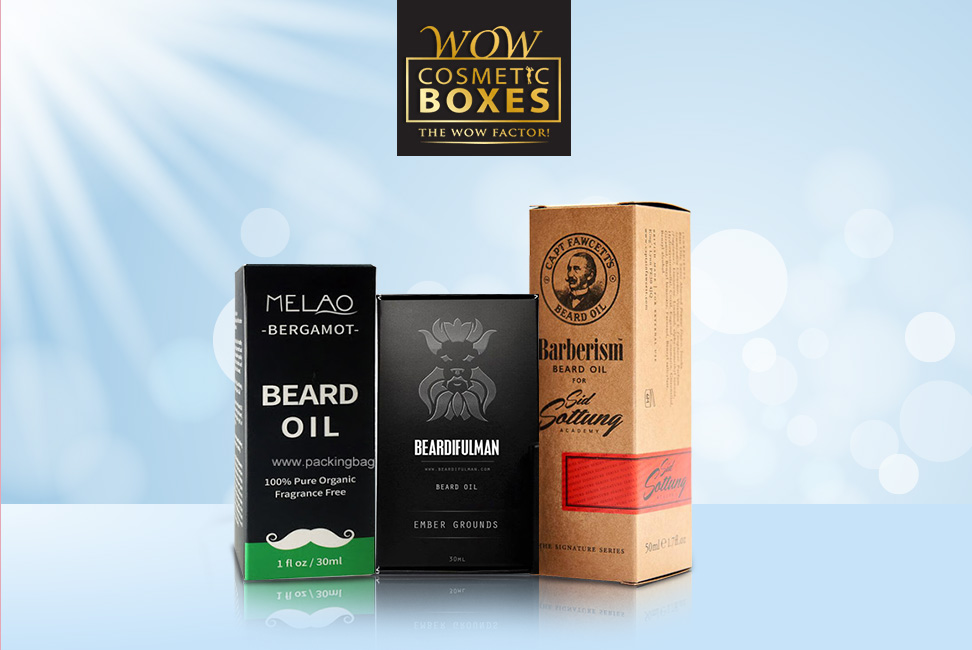 WOW
COSMETIC
BOXES
THE WOW FACTOR!
MELAO
-BERGAMOT-
BEARD
OIL
www.packingbag
100% Pure Organic
Fragrance Free
1 fl oz / 30ml
BEARDIFULMAN
WWW.BEARDIFULMAN.COM
BEARD OIL
EMBER GROUNDS
30ML
CAPT FAWCETT'S
BEARD OIL
Barberism
BEARD OIL
FOR
Sid
Sottung
ACADEMY
Sid
Sottung
THE SIGNATURE SERIES
50ml e 1.7fl.oz